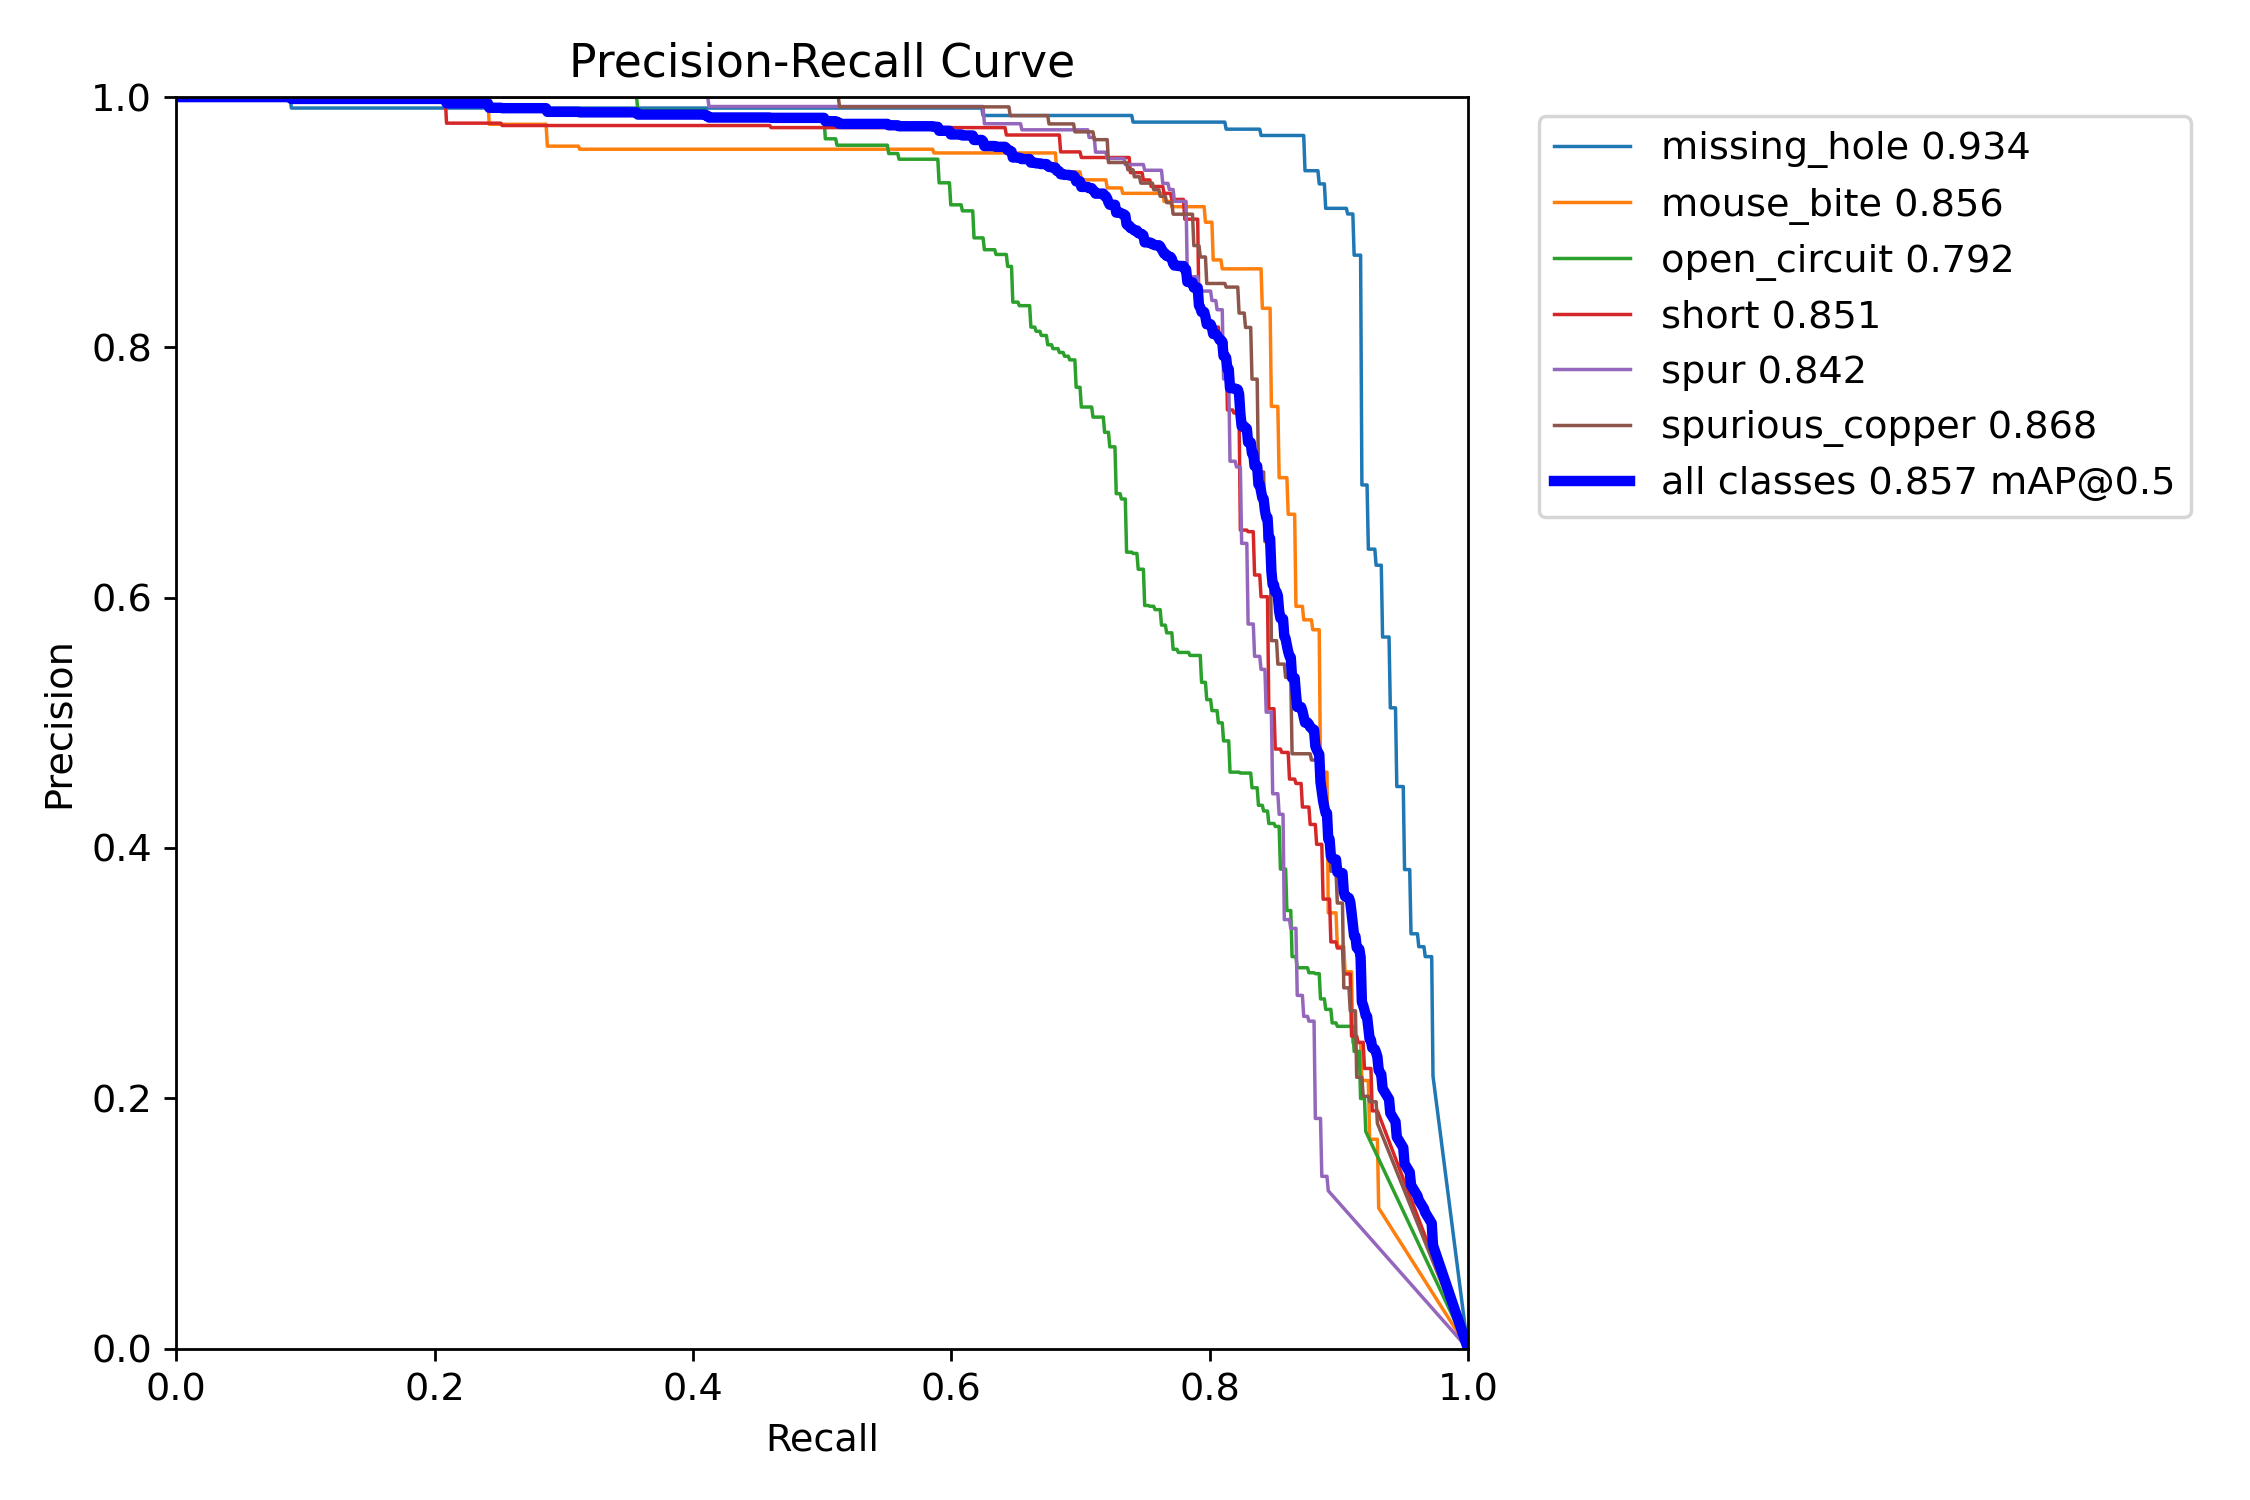 Precision-Recall Curve
1.0
0.8
0.6
0.4
0.2
0.0
Precision
0.0 0.2 0.4 0.6 0.8 1.0
Recall
missing_hole 0.934
mouse_bite 0.856
open_circuit 0.792
short 0.851
spur 0.842
spurious_copper 0.868
all classes 0.857 mAP@0.5